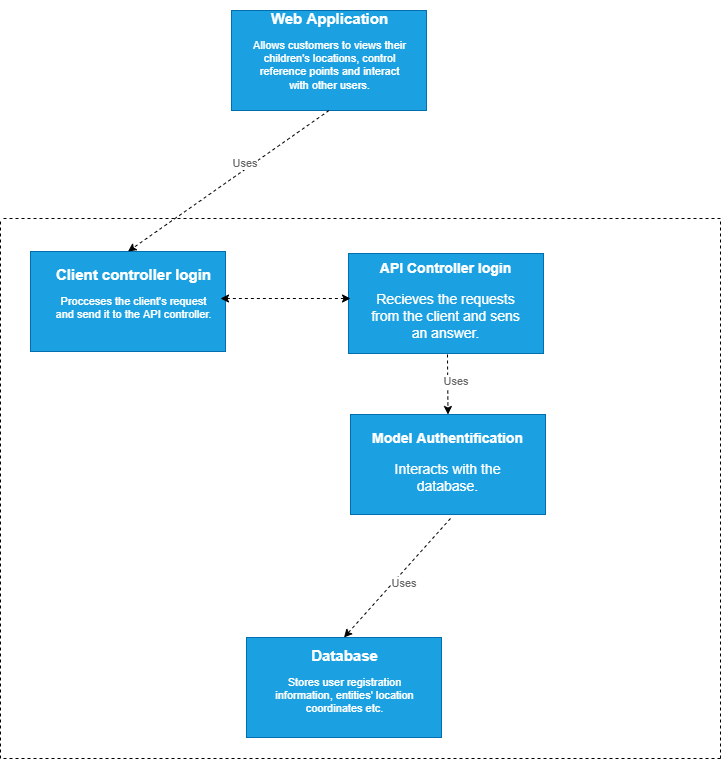 Web Application
Allows customers to views their
children's locations, control
reference points and interact
with other users.
Uses
Client controller login
Procceses the client's request
and send it to the API controller.
API Controller login
Recieves the requests
from the client and sens
an answer.
Uses
Model Authentification
Interacts with the
database.
Uses
Database
Stores user registration
information, entities' location
coordinates etc.